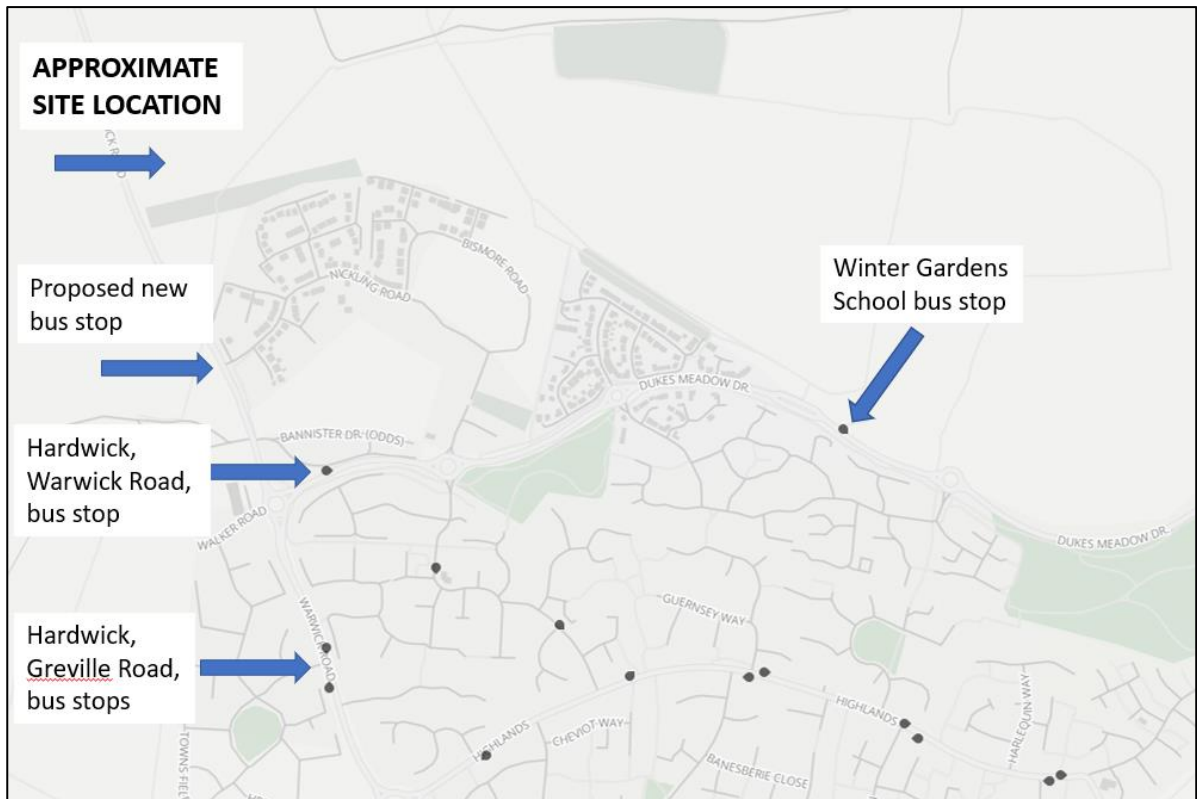 APPROXIMATE
SITE LOCATION
CK ROAD
Proposed new
bus stop
NICKLING ROAD
BISMORE ROAD
Winter Gardens
School bus stop
DUKES MEADOW DR.
BANNISTER DR. (ODDS)
Hardwick,
Warwick Road,
bus stop
WALKER ROAD
DUKES MEADOW DR.
Hardwick,
Greville Road,
bus stops
WARWICK ROAD
GUERNSEY WAY
HIGHLANDS
CHEVIOT WAY
HIGHLANDS
HARLEQUIN WAY
BANESBERIE CLOSE
TOWNS FIEL